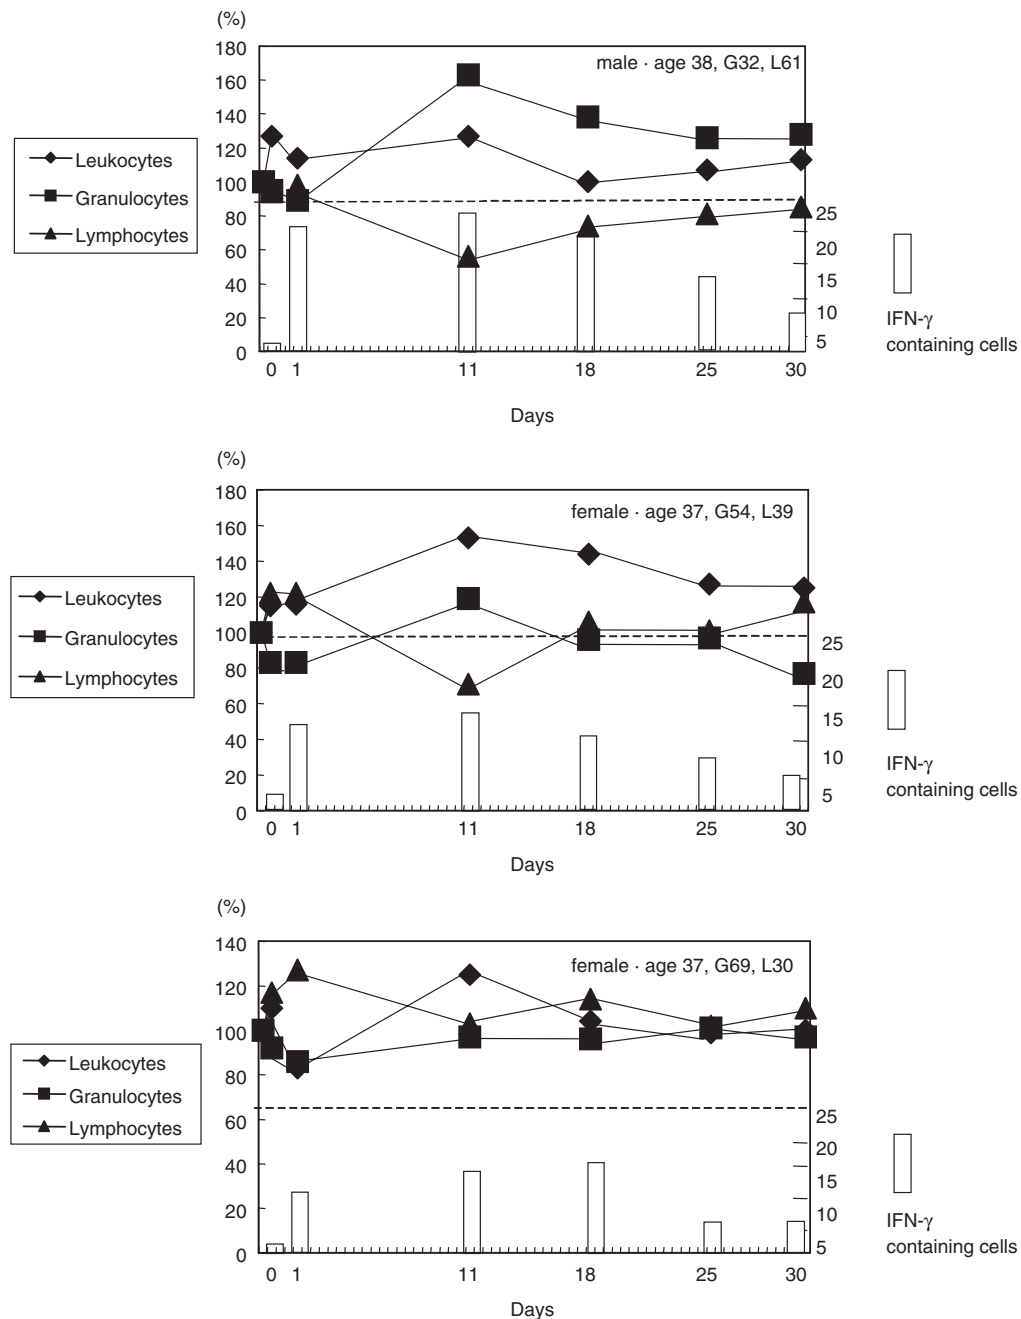 (%)
180
160
140
120
100
80
60
40
20
0
male · age 38, G32, L61
Leukocytes
Granulocytes
Lymphocytes
25
20
15
10
5
IFN-γ
containing cells
0 1 11 18 25 30
Days
(%)
180
160
140
120
100
80
60
40
20
0
female · age 37, G54, L39
Leukocytes
Granulocytes
Lymphocytes
25
20
15
10
5
IFN-γ
containing cells
0 1 11 18 25 30
Days
(%)
140
120
100
80
60
40
20
0
female · age 37, G69, L30
Leukocytes
Granulocytes
Lymphocytes
25
20
15
10
5
IFN-γ
containing cells
0 1 11 18 25 30
Days